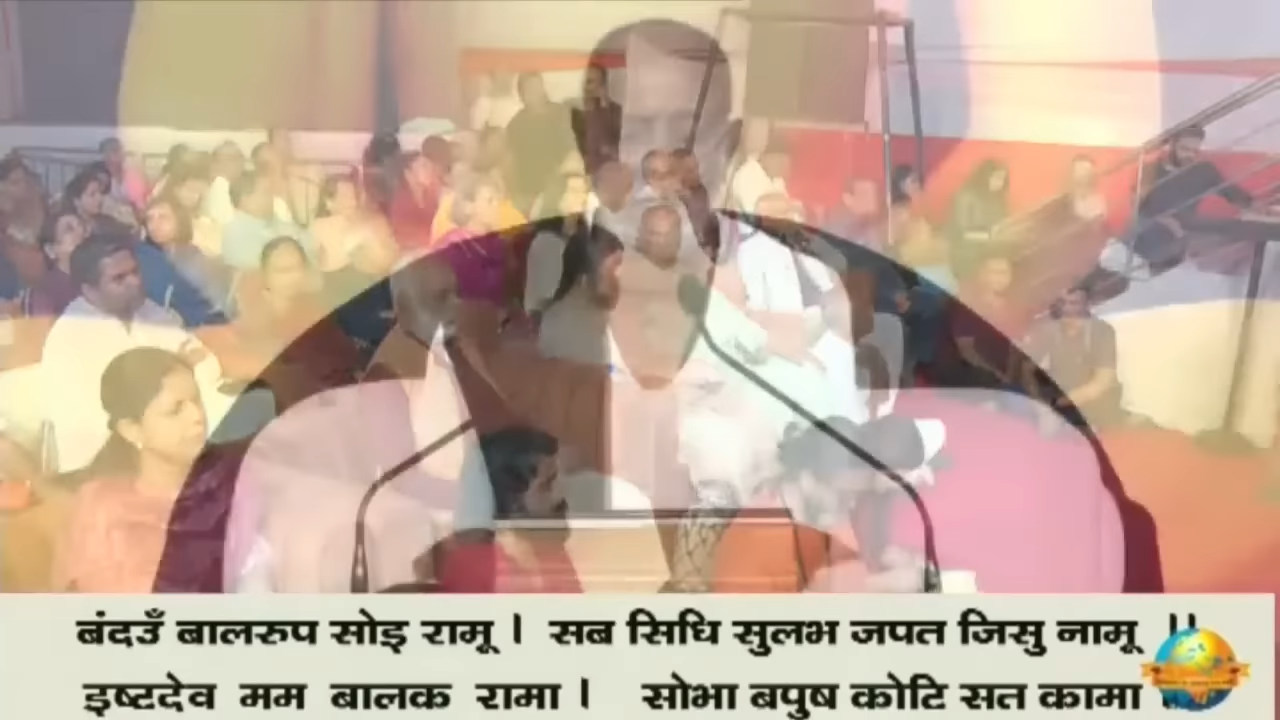 बंदउँ बालरुप सोइ रामू । सब सिधि सुलभ जपत जिसु नामू ।।
इष्टदेव मम बालक रामा । सोभा बपुष कोटि सत कामा